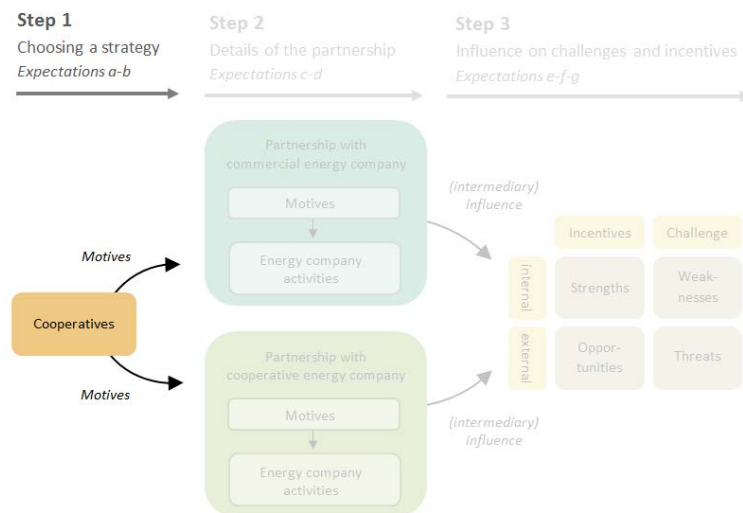 Step 1
Choosing a strategy
Expectations a-b
Step 2
Details of the partnership
Expectations c-d
Step 3
Influence on challenges and incentives
Expectations e-f-g
Cooperatives
Motives
Motives
Partnership with
commercial energy company
Motives
Energy company
activities
Partnership with
cooperative energy company
Motives
Energy company
activities
(intermediary)
influence
(intermediary)
influence
Incentives
Challenge
internal
Strengths
Weak-
nesses
external
Oppor-
tunities
Threats